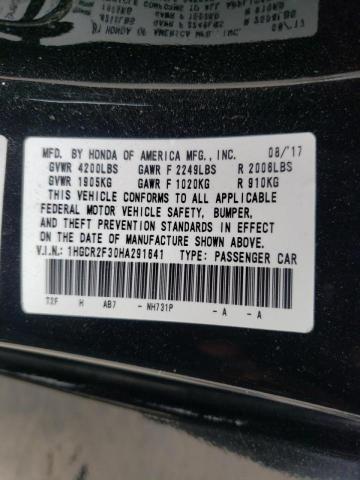 MFD. BY HONDA OF AMERICA MFG., INC. 08/'17
GVWR 4200LBS GAWR F 2249LBS R 2006LBS
GVWR 1905KG GAWR F 1020KG R 910KG
THIS VEHICLE CONFORMS TO ALL APPLICABLE
FEDERAL MOTOR VEHICLE SAFETY, BUMPER,
AND THEFT PREVENTION STANDARDS IN EFFECT
ON THE DATE OF MANUFACTURE SHOWN ABOVE.
V.I.N.: 1HGCR2F30HA291641 TYPE: PASSENGER CAR
T2F H AB7 - NH731P - A - A